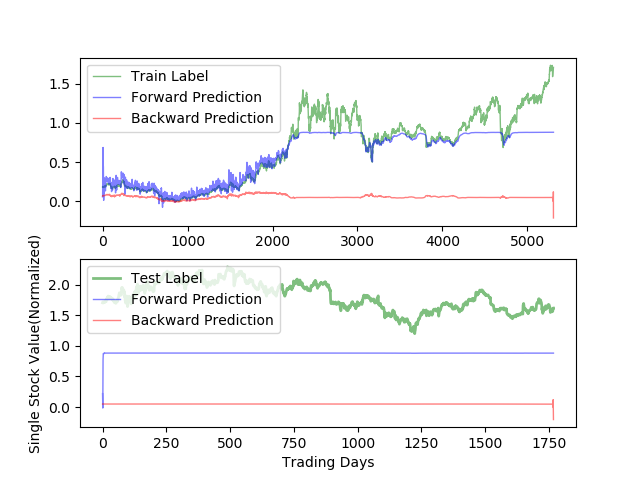 Train Label
Forward Prediction
Backward Prediction
1.5
1.0
0.5
0.0
0
1000
2000
3000
4000
5000
Test Label
Forward Prediction
Backward Prediction
2.0
1.5
1.0
0.5
0.0
0
250
500
750
1000
1250
1500
1750
Single Stock Value(Normalized)
Trading Days